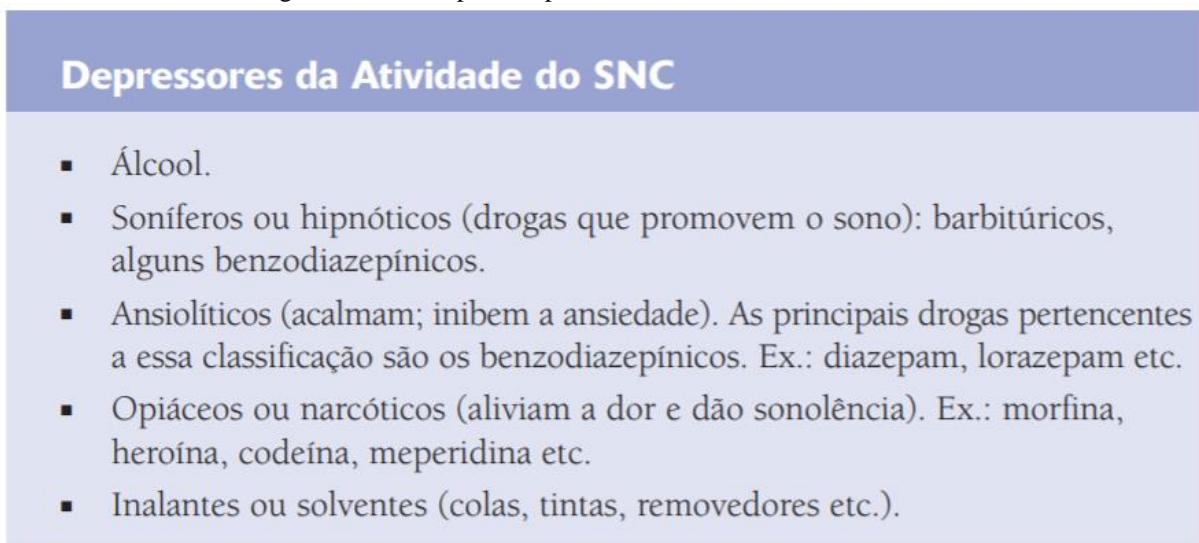 Depressores da Atividade do SNC
▪ Álcool.
▪ Soníferos ou hipnóticos (drogas que promovem o sono): barbitúricos,
alguns benzodiazepínicos.
▪ Ansiolíticos (acalmam; inibem a ansiedade). As principais drogas pertencentes
a essa classificação são os benzodiazepínicos. Ex.: diazepam, lorazepam etc.
▪ Opiáceos ou narcóticos (aliviam a dor e dão sonolência). Ex.: morfina,
heroína, codeína, meperidina etc.
▪ Inalantes ou solventes (colas, tintas, removedores etc.).